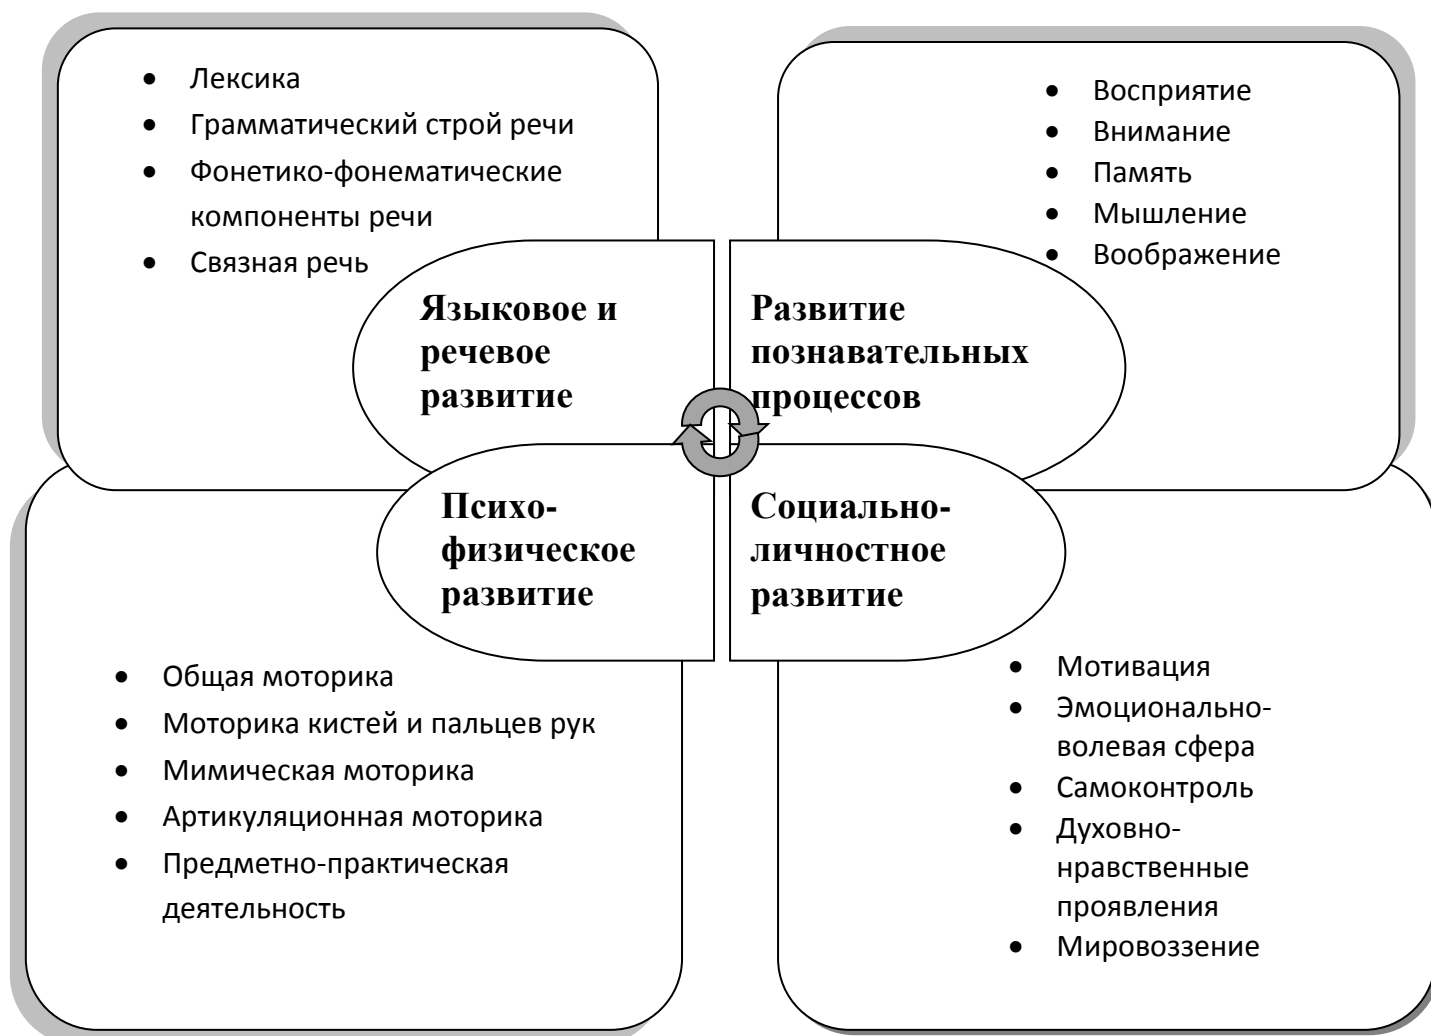 Лексика
Грамматический строй речи
Фонетико-фонематические
компоненты речи
Связная речь
Восприятие
Внимание
Память
Мышление
Воображение
Языковое и
речевое
развитие
Развитие
познавательных
процессов
Психо-
физическое
развитие
Социально-
личностное
развитие
Общая моторика
Моторика кистей и пальцев рук
Мимическая моторика
Артикуляционная моторика
Предметно-практическая
деятельность
Мотивация
Эмоционально-
волевая сфера
Самоконтроль
Духовно-
нравственные
проявления
Мировоззение